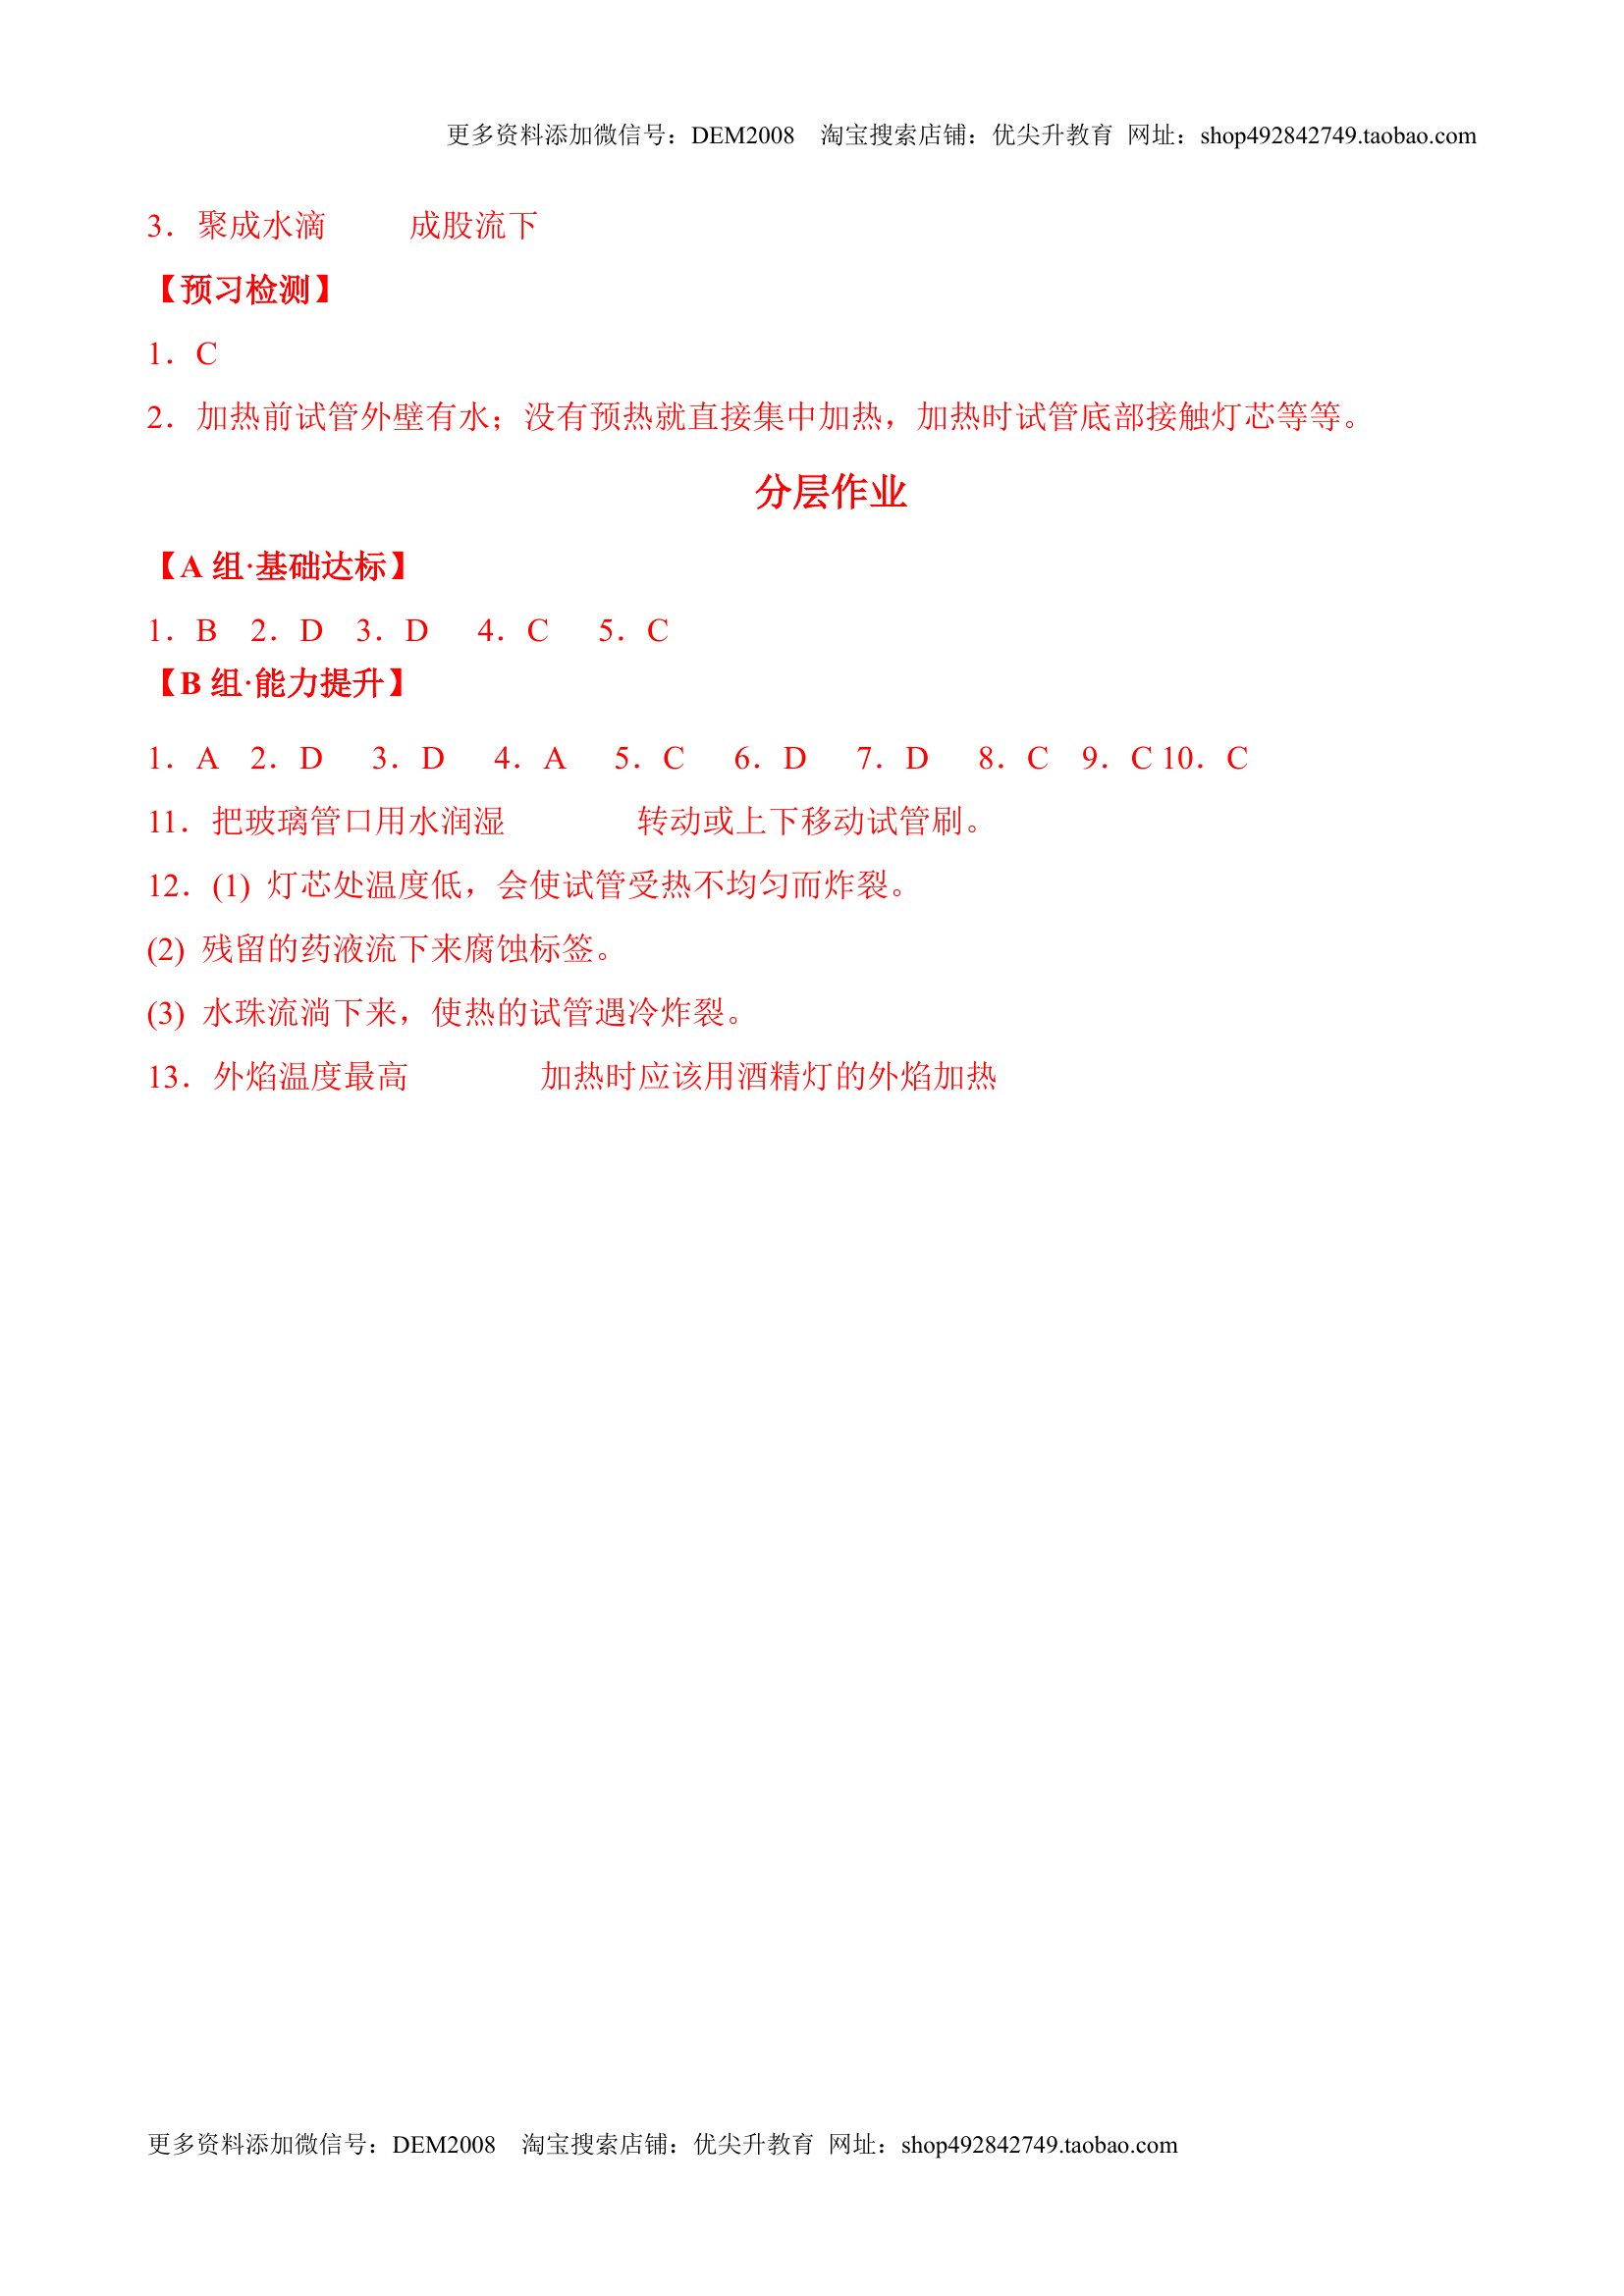 更多资料添加微信号：DEM2008 淘宝搜索店铺：优尖升教育 网址：shop492842749.taobao.com
3．聚成水滴 成股流下
【预习检测】
1．C
2．加热前试管外壁有水；没有预热就直接集中加热，加热时试管底部接触灯芯等等。
分层作业
【A 组·基础达标】
1．B 2．D 3．D 4．C 5．C
【B 组·能力提升】
1．A 2．D 3．D 4．A 5．C 6．D 7．D 8．C 9．C 10．C
11．把玻璃管口用水润湿 转动或上下移动试管刷。
12．(1) 灯芯处温度低，会使试管受热不均匀而炸裂。
(2) 残留的药液流下来腐蚀标签。
(3) 水珠流淌下来，使热的试管遇冷炸裂。
13．外焰温度最高 加热时应该用酒精灯的外焰加热
更多资料添加微信号：DEM2008 淘宝搜索店铺：优尖升教育 网址：shop492842749.taobao.com